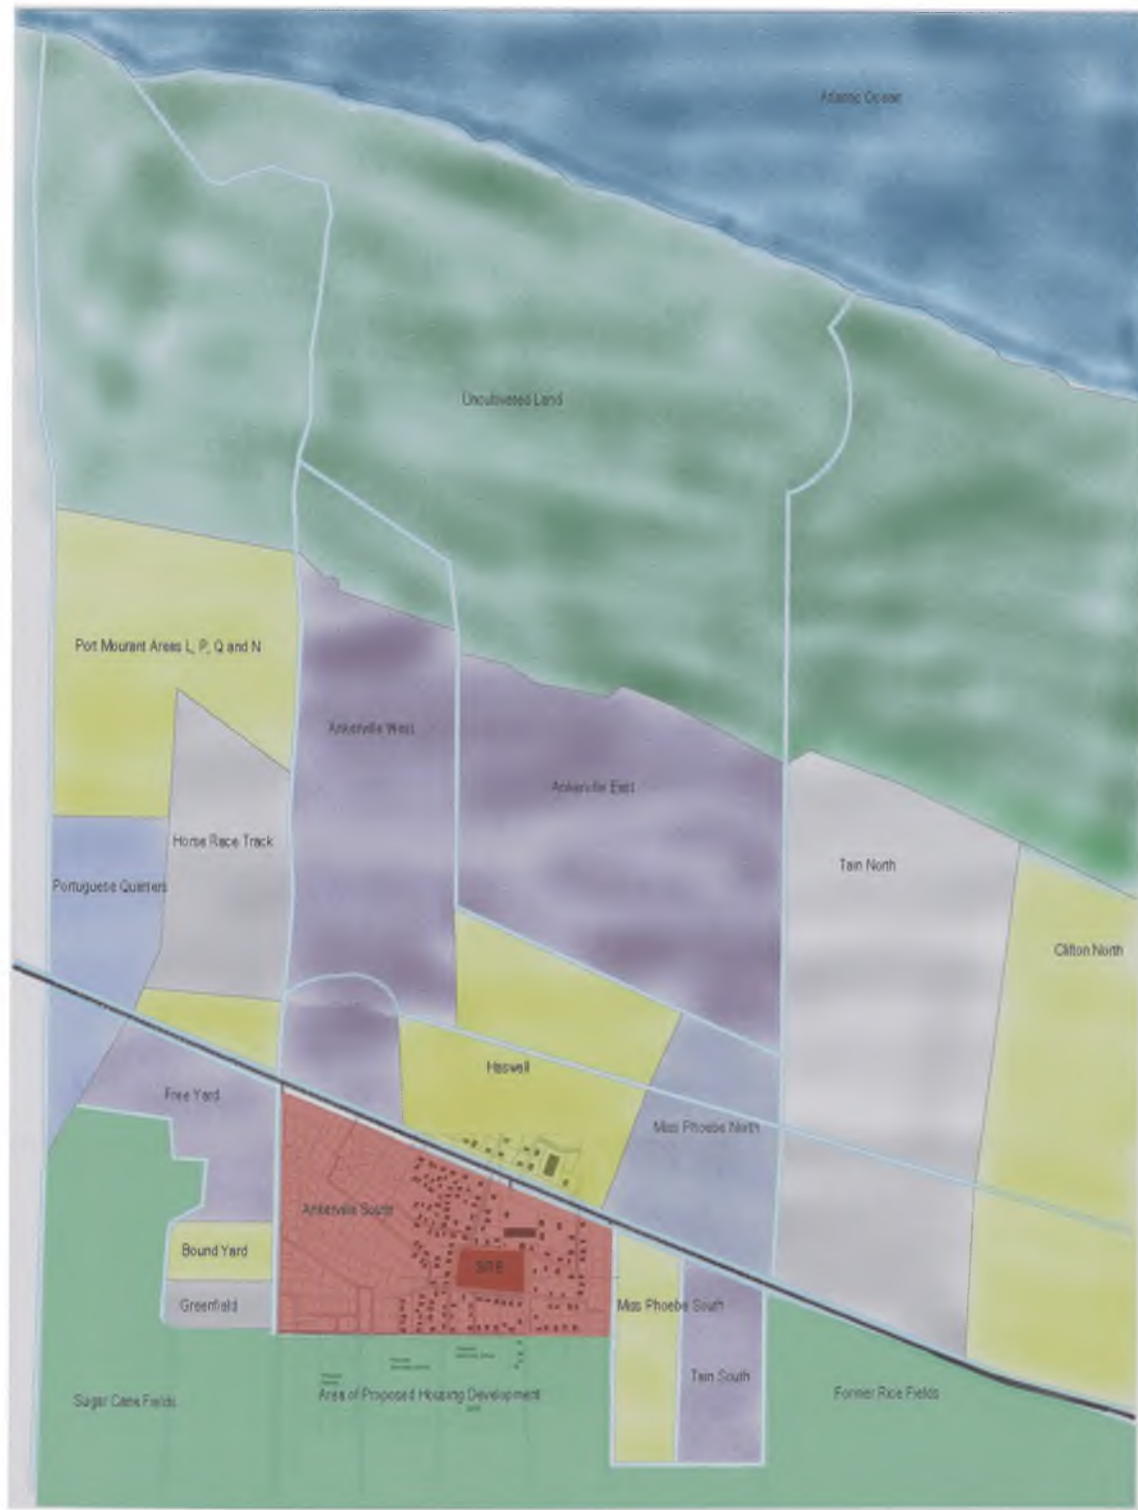 Atlantic Ocean
Uncultivated Land
Port Mourant Areas L, P, Q and N
Ankerville West
Ankerville East
Horse Race Track
Tain North
Portuguese Quarters
Clifton North
Haswell
Free Yard
Miss Phoebe North
Ankerville South
Bound Yard
SITE
Greenfield
Miss Phoebe South
Tain South
Sugar Cane Fields
Area of Proposed Housing Development
Former Rice Fields